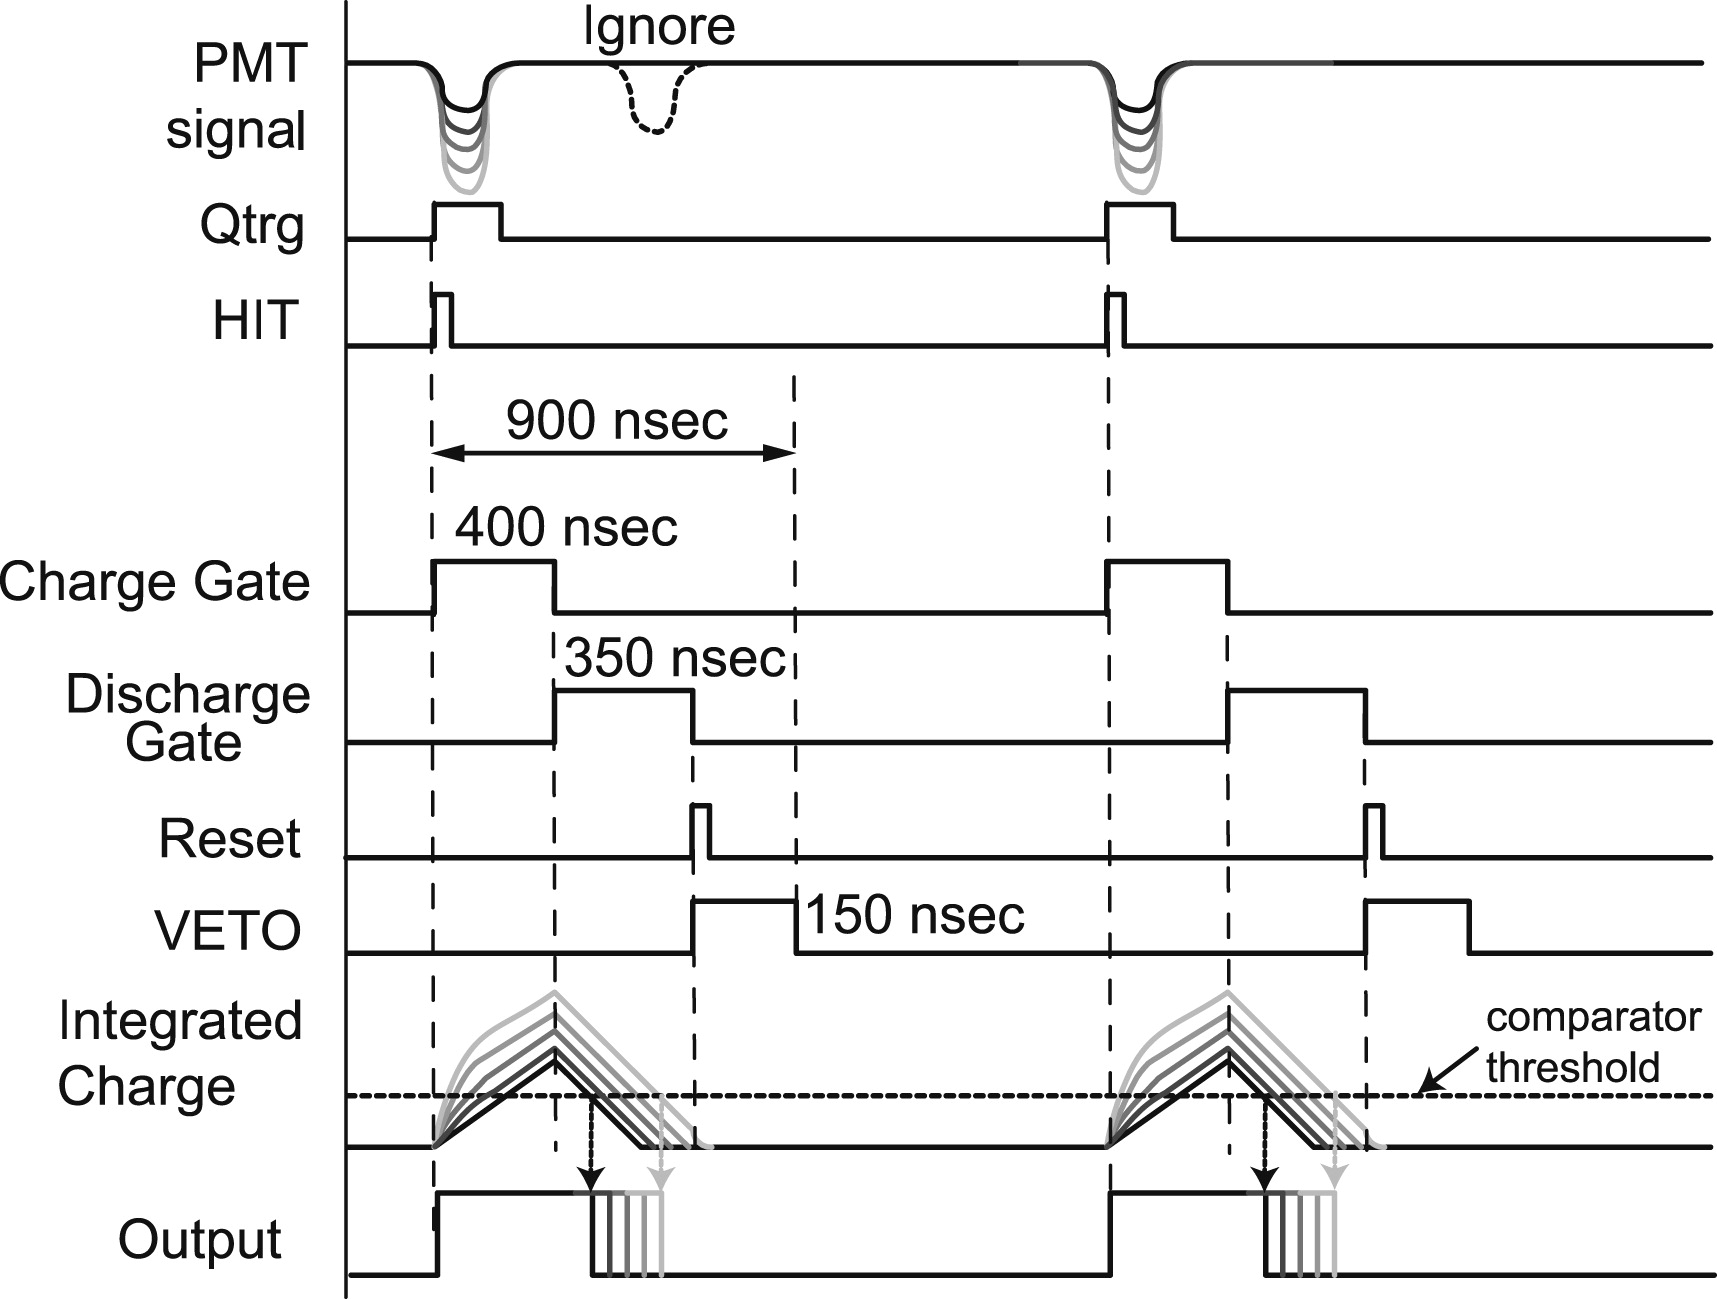 Ignore
PMT
signal
Qtrg
HIT
900 nsec
400 nsec
Charge Gate
350 nsec
Discharge
Gate
Reset
VETO
150 nsec
Integrated
Charge
comparator
threshold
Output